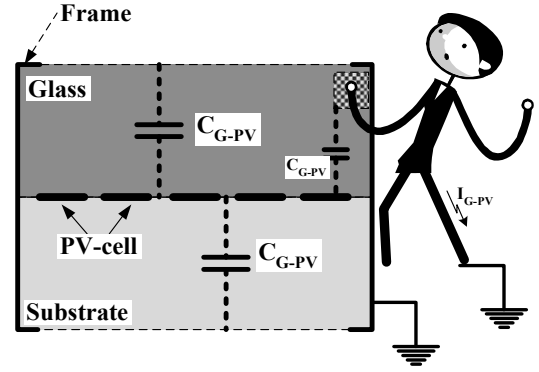 Frame
Glass
C_G-PV
C_G-PV
I_G-PV
PV-cell
C_G-PV
Substrate